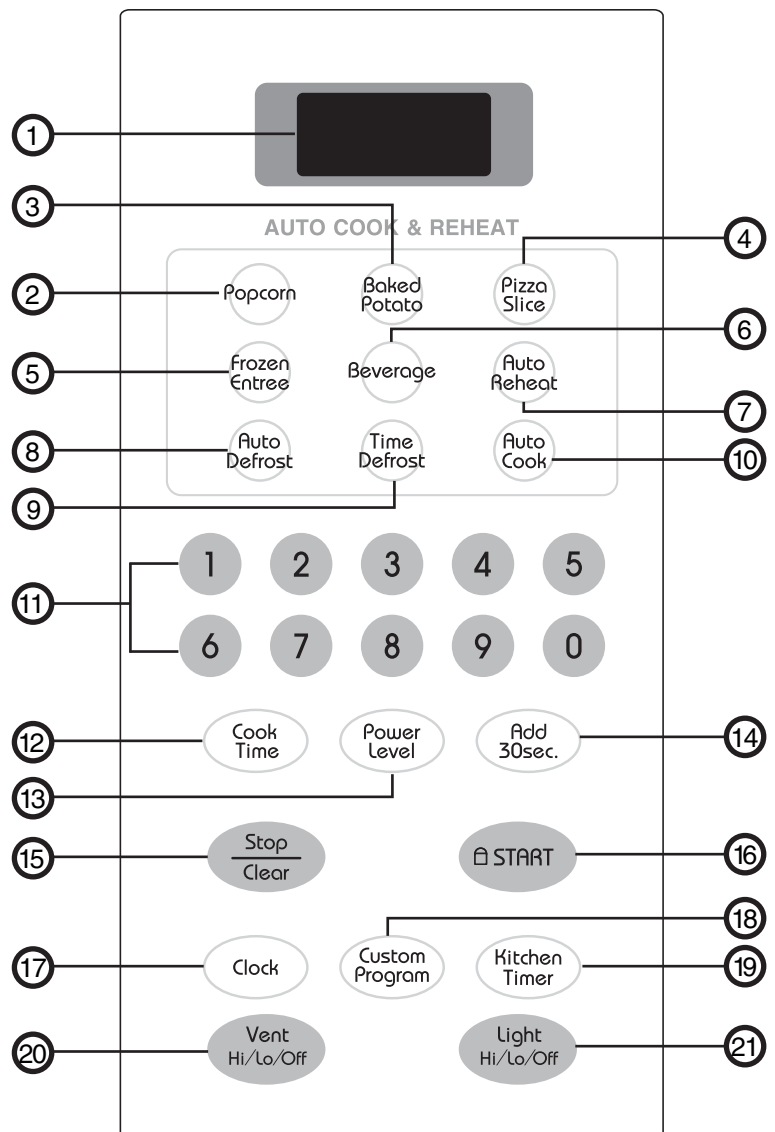 1
3
AUTO COOK & REHEAT
4
2
Popcorn
Baked
Potato
Pizza
Slice
6
5
Frozen
Entree
Beverage
Auto
Reheat
7
8
Auto
Defrost
Time
Defrost
Auto
Cook
10
9
1 2 3 4 5
11
6 7 8 9 0
12
Cook
Time
Power
Level
Add
30sec.
14
13
15
Stop
Clear
START
16
18
17
Clock
Custom
Program
Kitchen
Timer
19
20
Vent
Hi/Lo/Off
Light
Hi/Lo/Off
21